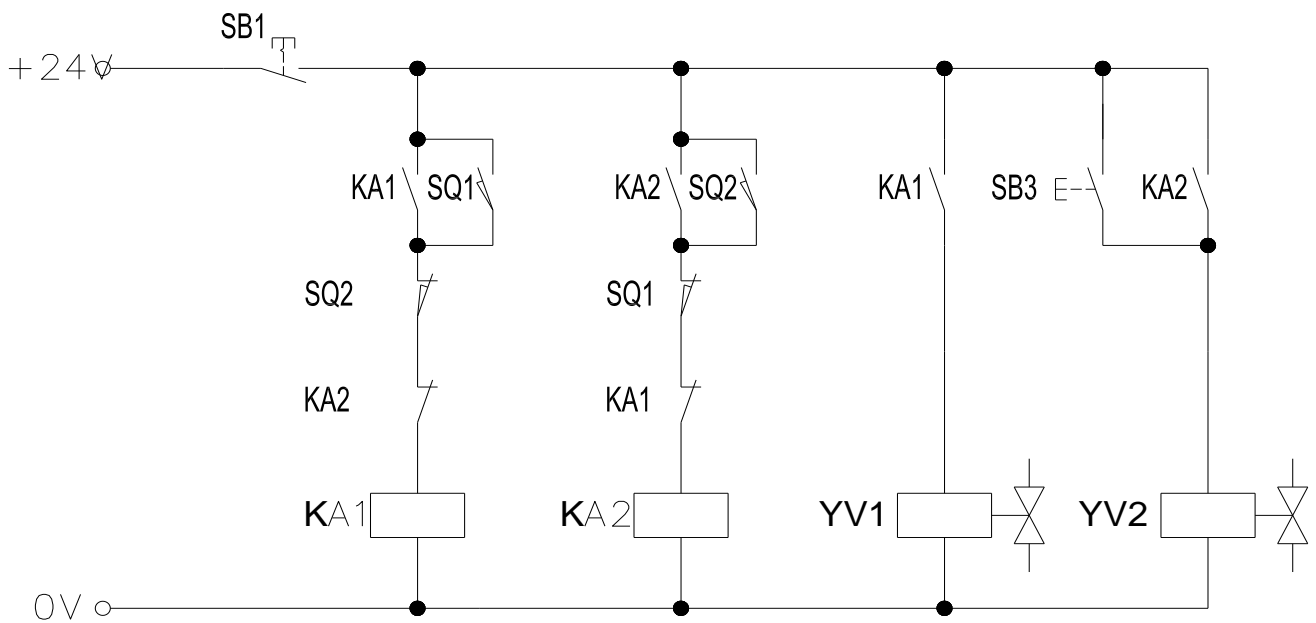 SB1
+24V
KA1 SQ1 KA2 SQ2 KA1 SB3 KA2
SQ2 SQ1
KA2 KA1
KA1 KA2 YV1 YV2
0V